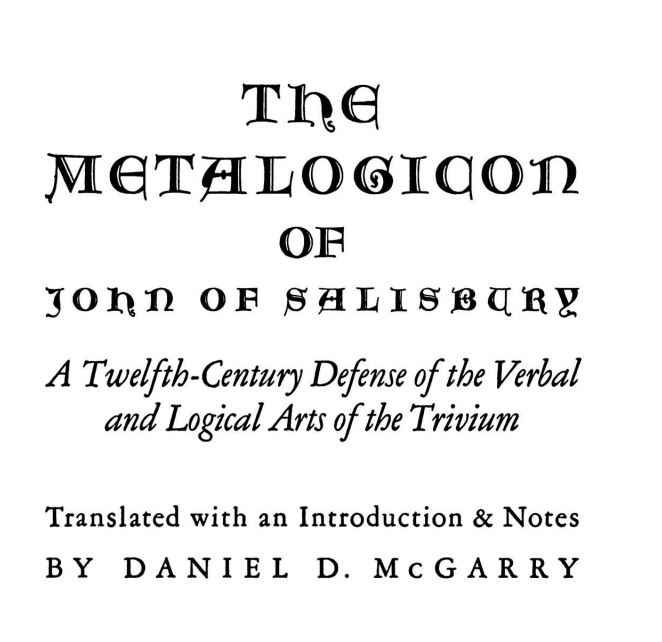 THE
METALOGICON
OF
JOHN OF SALISBURY
A Twelfth-Century Defense of the Verbal
and Logical Arts of the Trivium
Translated with an Introduction & Notes
BY DANIEL D. McGARRY